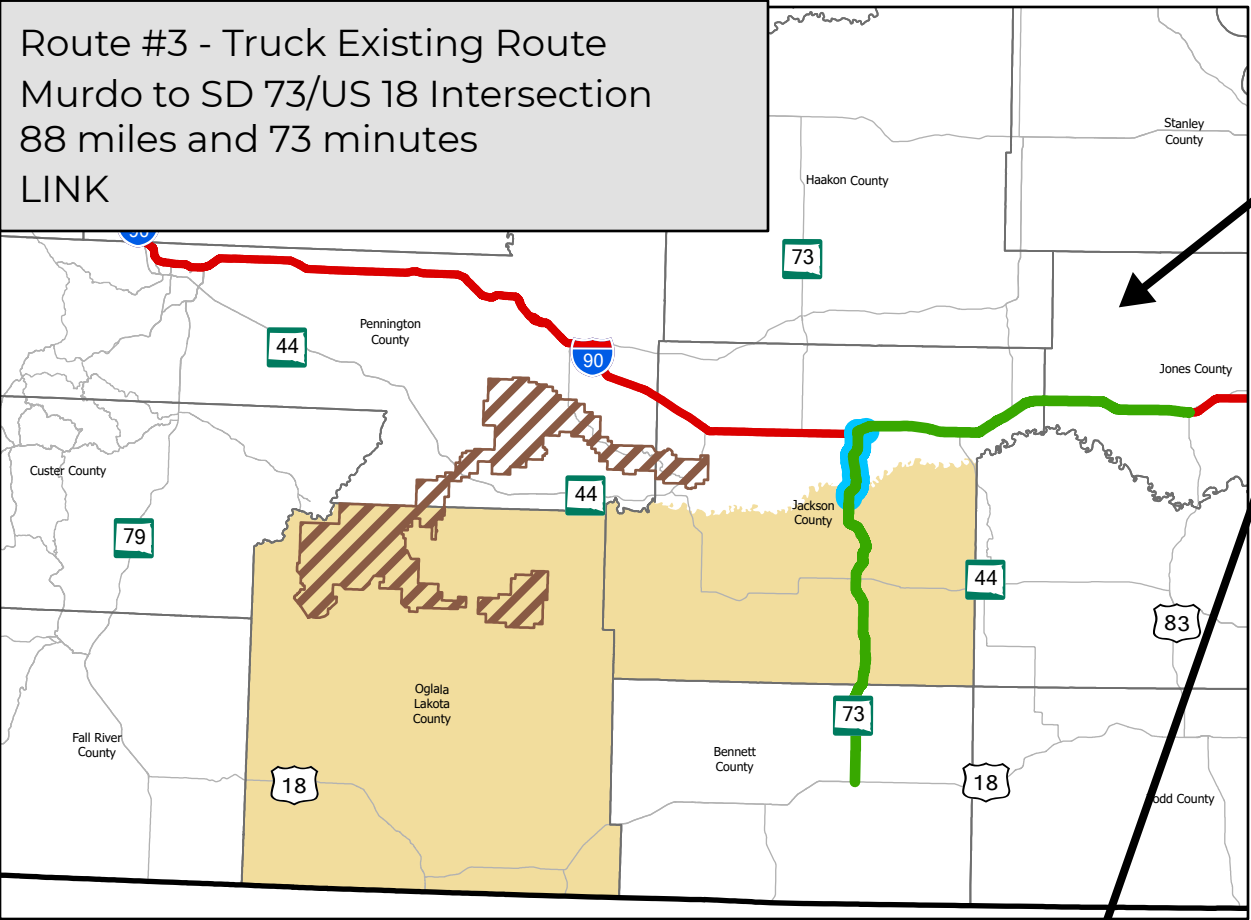 Route #3 - Truck Existing Route
Murdo to SD 73/US 18 Intersection
88 miles and 73 minutes
LINK
Stanley
County
Haakon County
73
Pennington
County
44
90
Jones County
Custer County
44
Jackson
County
79
44
83
Oglala
Lakota
County
73
Fall River
County
Bennett
County
18
18
odd County